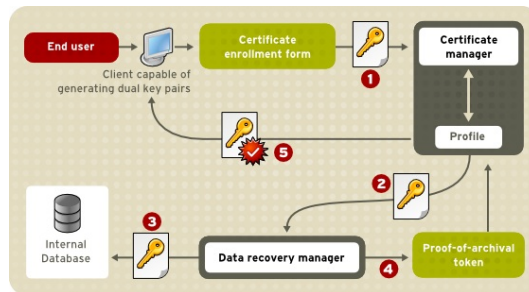 End user
Client capable of
generating dual key pairs
Certificate
enrollment form
1
Certificate
manager
Profile
5
2
3
Internal
Database
Data recovery manager
4
Proof-of-archival
token